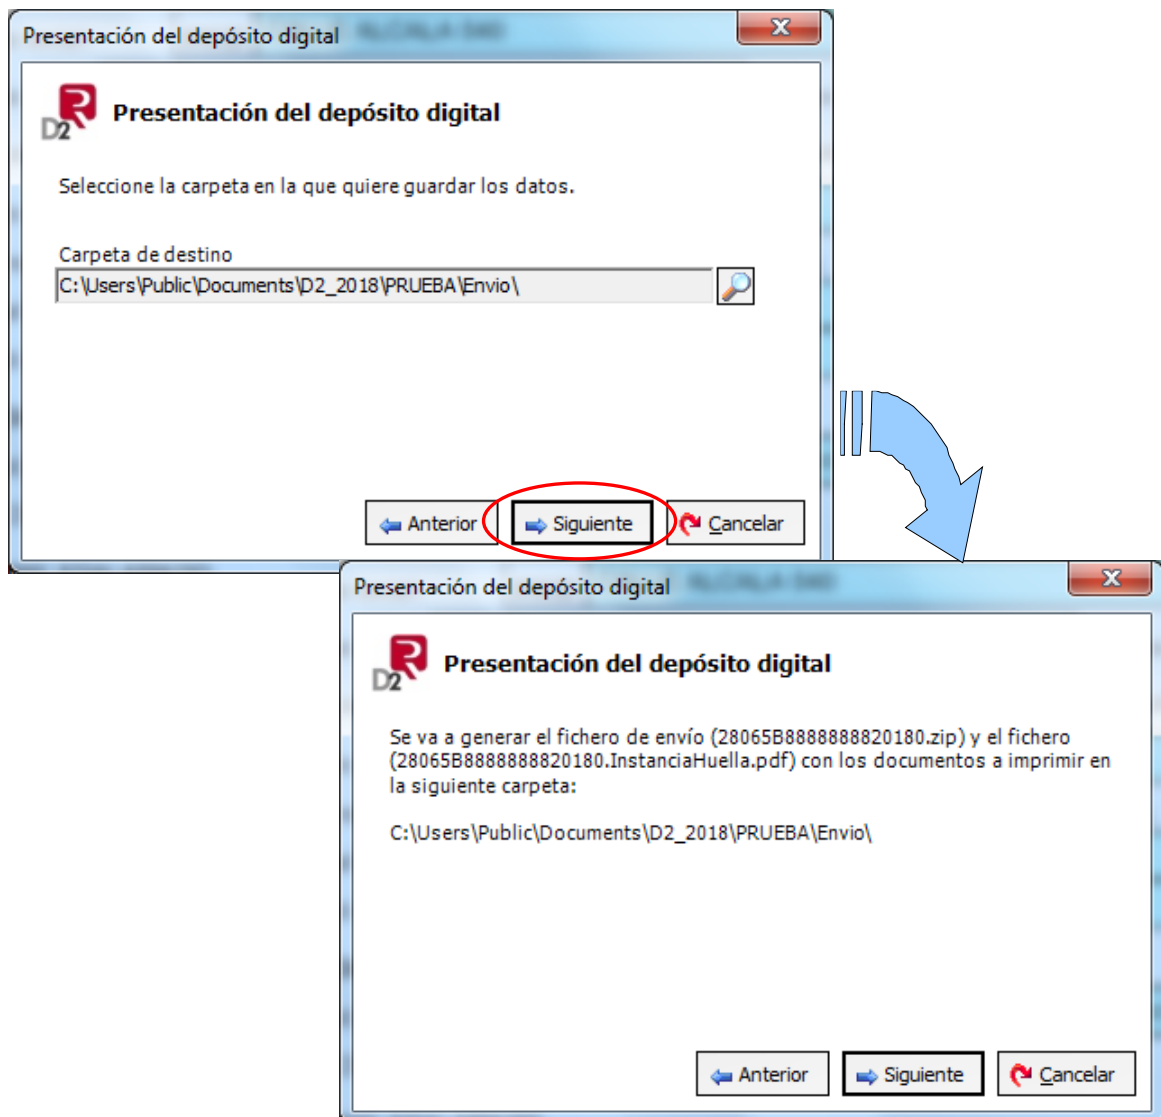 Presentación del depósito digital
D2R
Presentación del depósito digital
Seleccione la carpeta en la que quiere guardar los datos.
Carpeta de destino
C:\Users\Public\Documents\D2_2018\PRUEBA\Envio\
Anterior
Siguiente
Cancelar
Presentación del depósito digital
D2R
Presentación del depósito digital
Se va a generar el fichero de envío (28065B8888888820180.zip) y el fichero
(28065B8888888820180.InstanciaHuella.pdf) con los documentos a imprimir en
la siguiente carpeta:
C:\Users\Public\Documents\D2_2018\PRUEBA\Envio\
Anterior
Siguiente
Cancelar